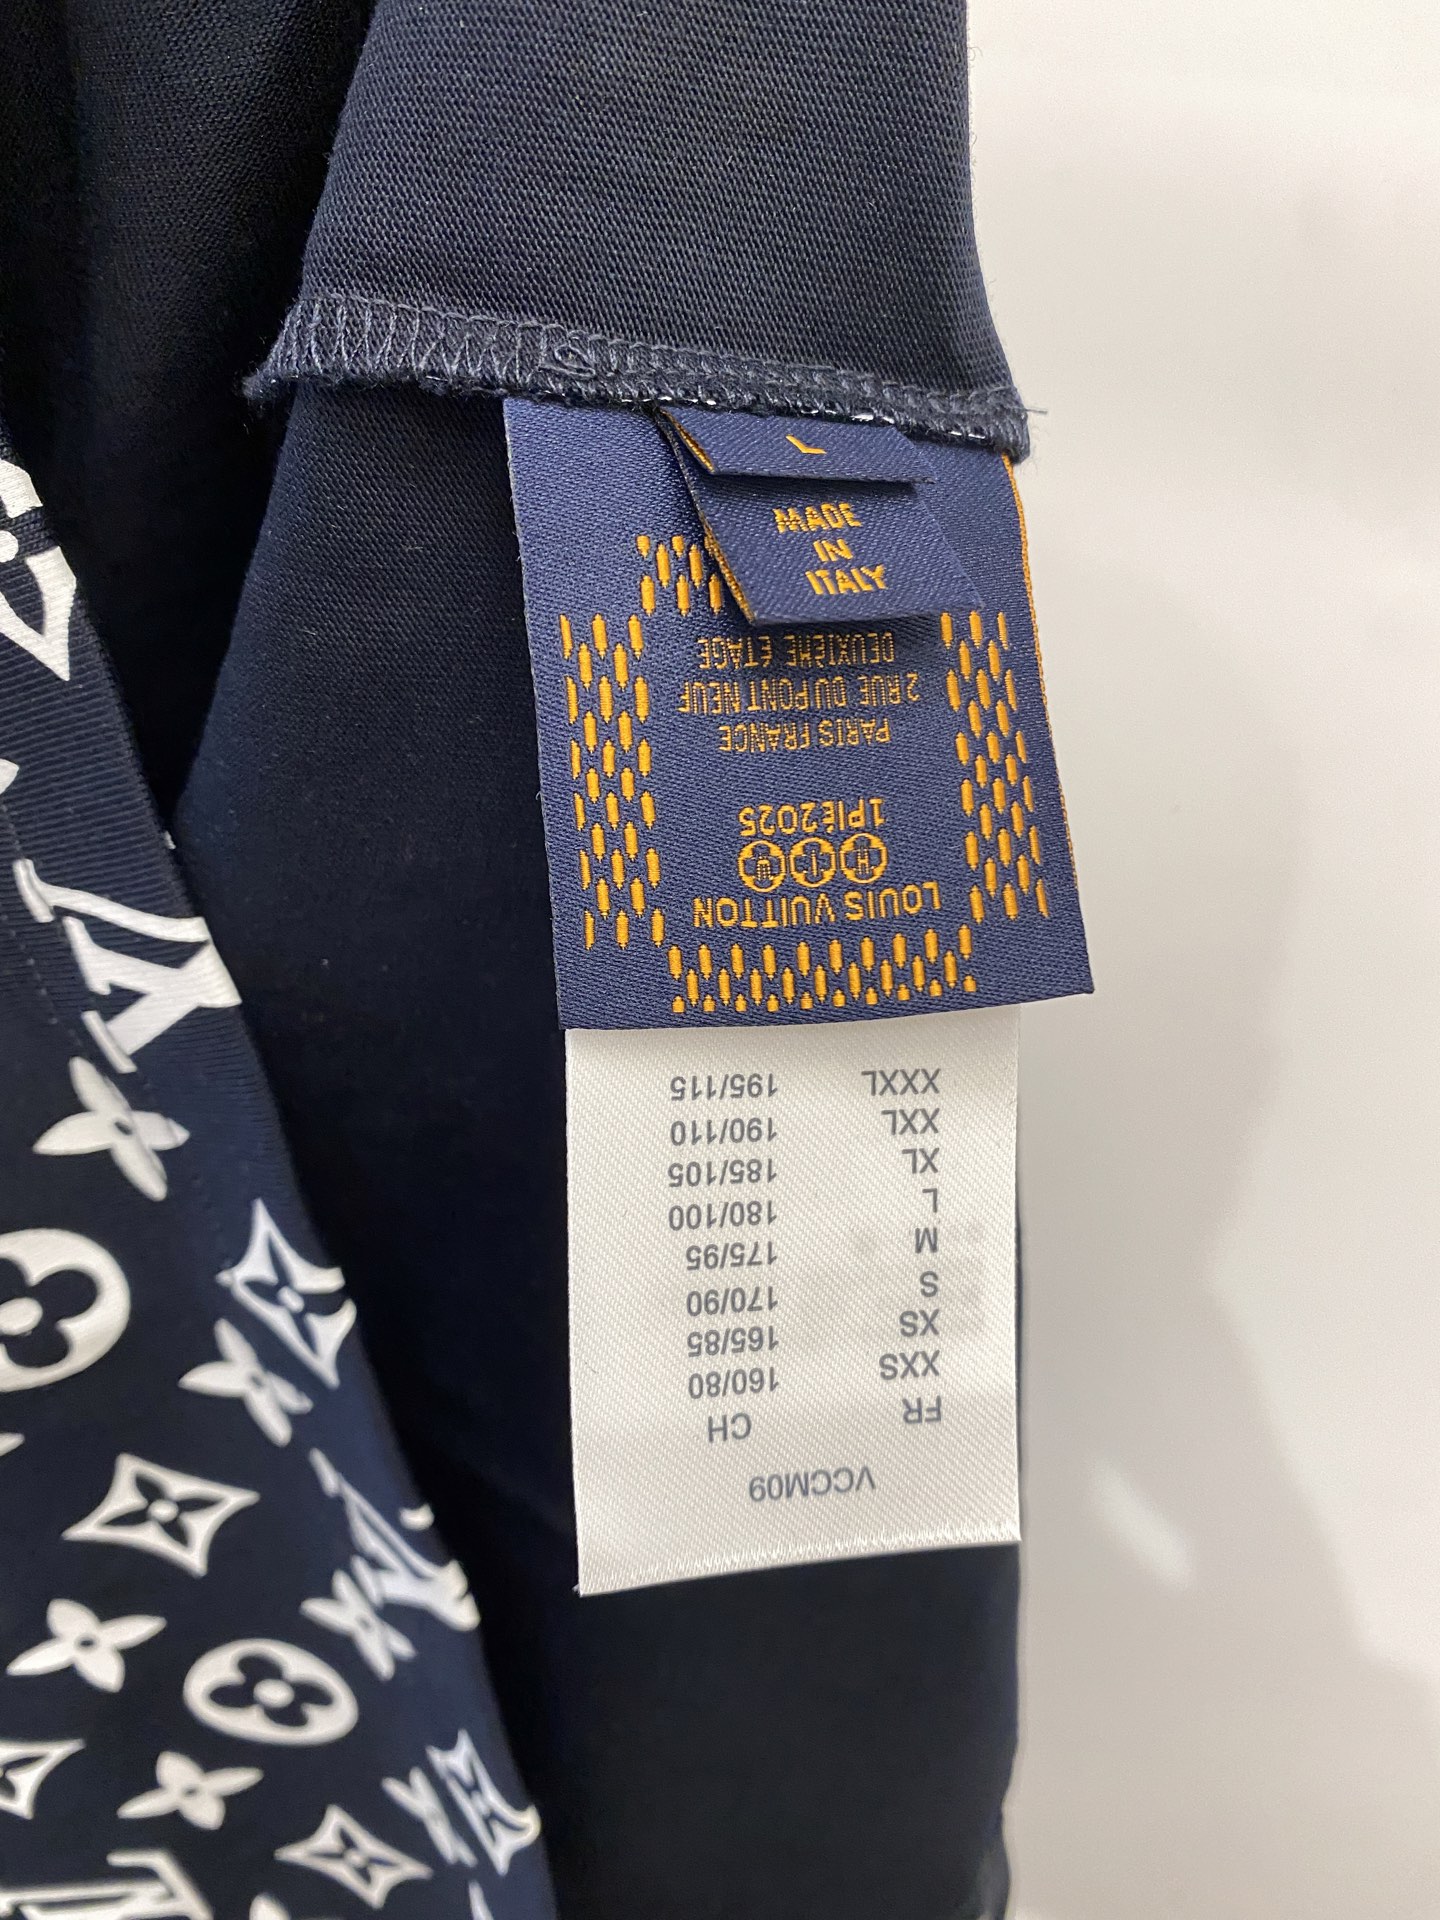 L
MADE
IN
ITALY
LOUIS VUITTON
1PIÉ2025
PARIS FRANCE
2 RUE DU PONT NEUF
DEUXIÈME ÉTAGE
VCCM09
FR CH
XXS 160/80
XS 165/85
S 170/90
M 175/95
L 180/100
XL 185/105
XXL 190/110
XXXL 195/115